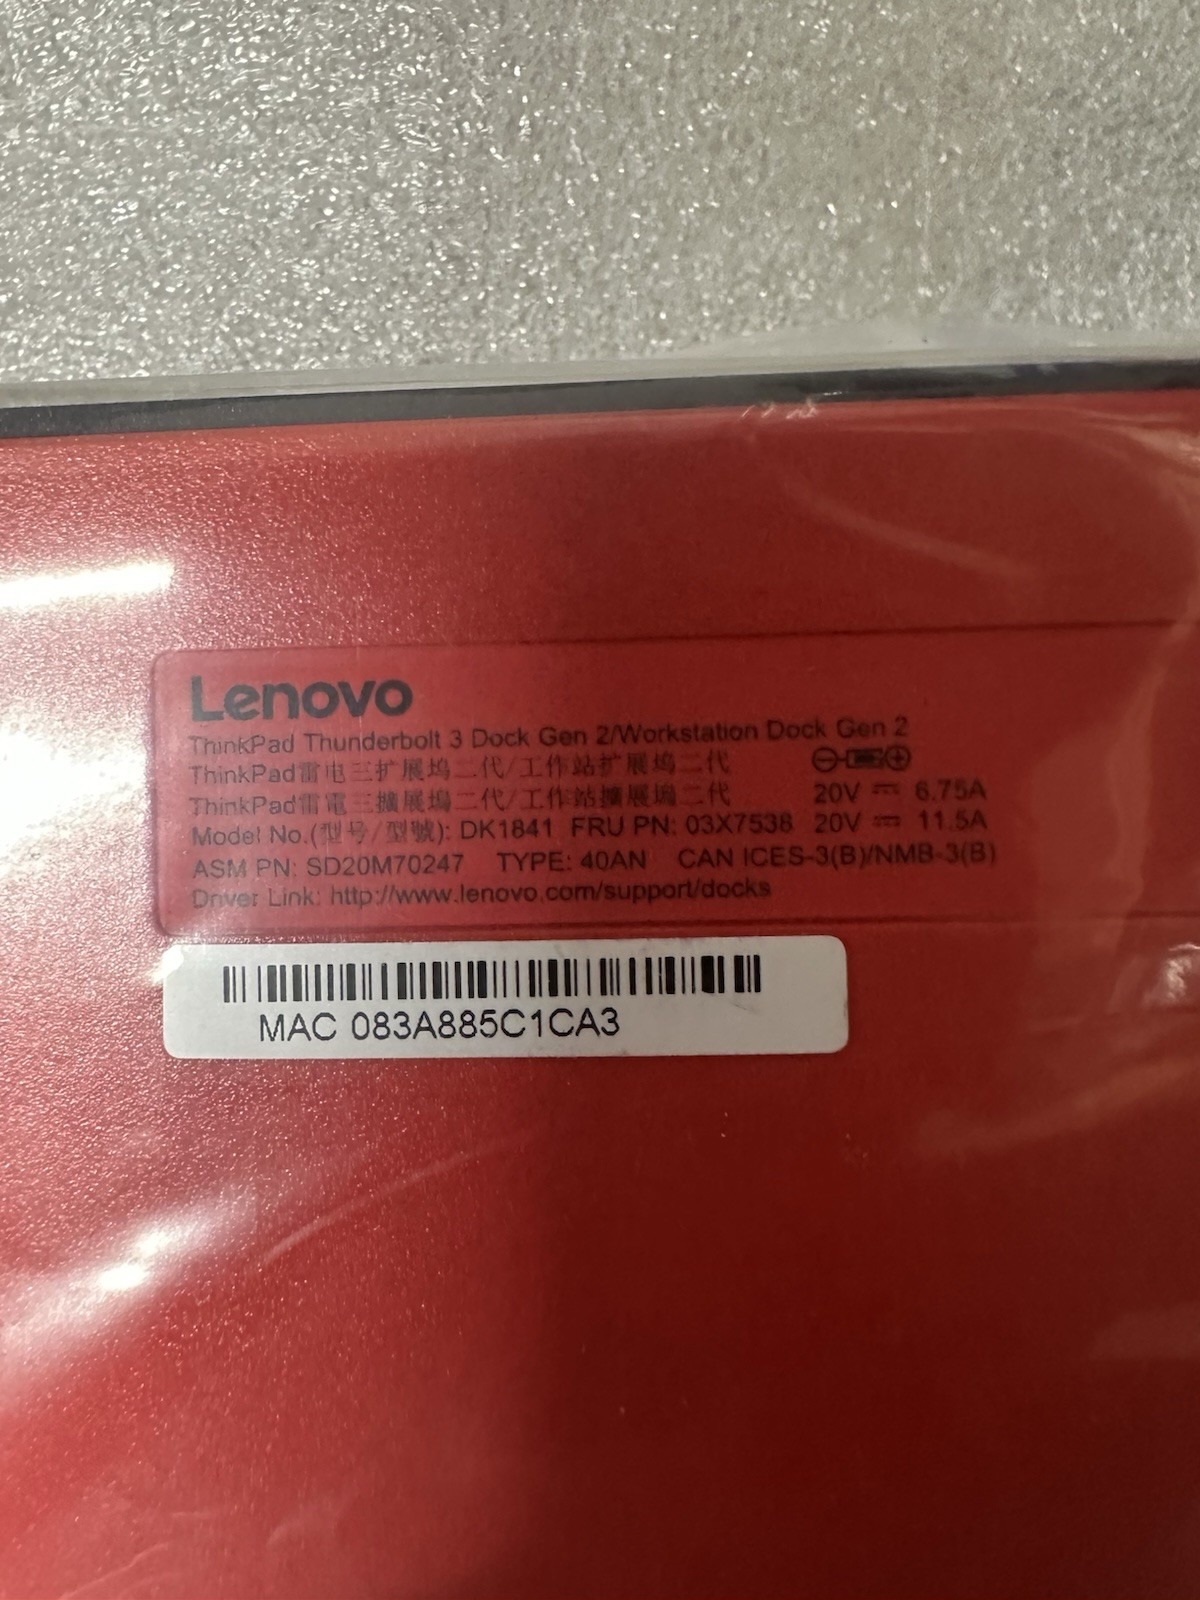 Lenovo
ThinkPad Thunderbolt 3 Dock Gen 2/Workstation Dock Gen 2
ThinkPad雷电三扩展坞二代/工作站扩展坞二代
ThinkPad雷電三擴展塢二代/工作站擴展塢二代 20V 6.75A
Model No.(型号/型號): DK1841 FRU PN: 03X7538 20V 11.5A
ASM PN: SD20M70247 TYPE: 40AN CAN ICES-3(B)/NMB-3(B)
Driver Link: http://www.lenovo.com/support/docks
MAC 083A885C1CA3